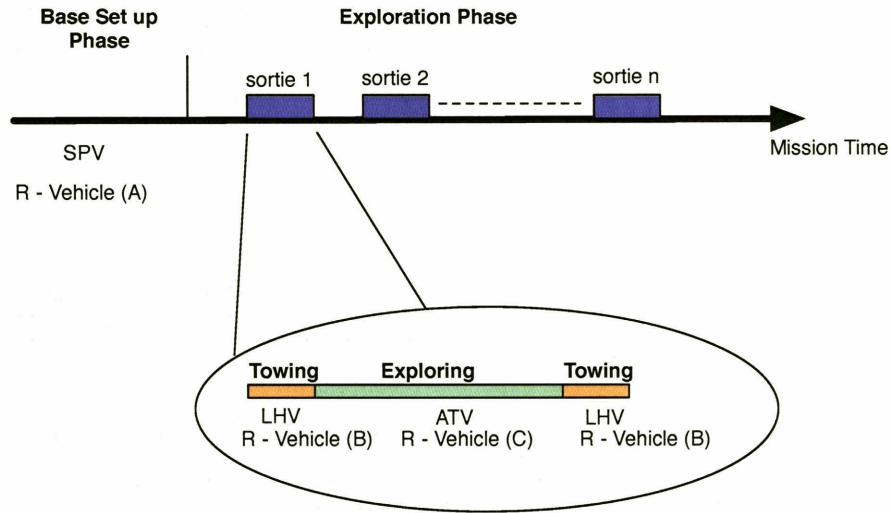 Base Set up
Phase
Exploration Phase
sortie 1
sortie 2
sortie n
Mission Time
SPV
R - Vehicle (A)
Towing
Exploring
Towing
LHV
ATV
LHV
R - Vehicle (B)
R - Vehicle (C)
R - Vehicle (B)